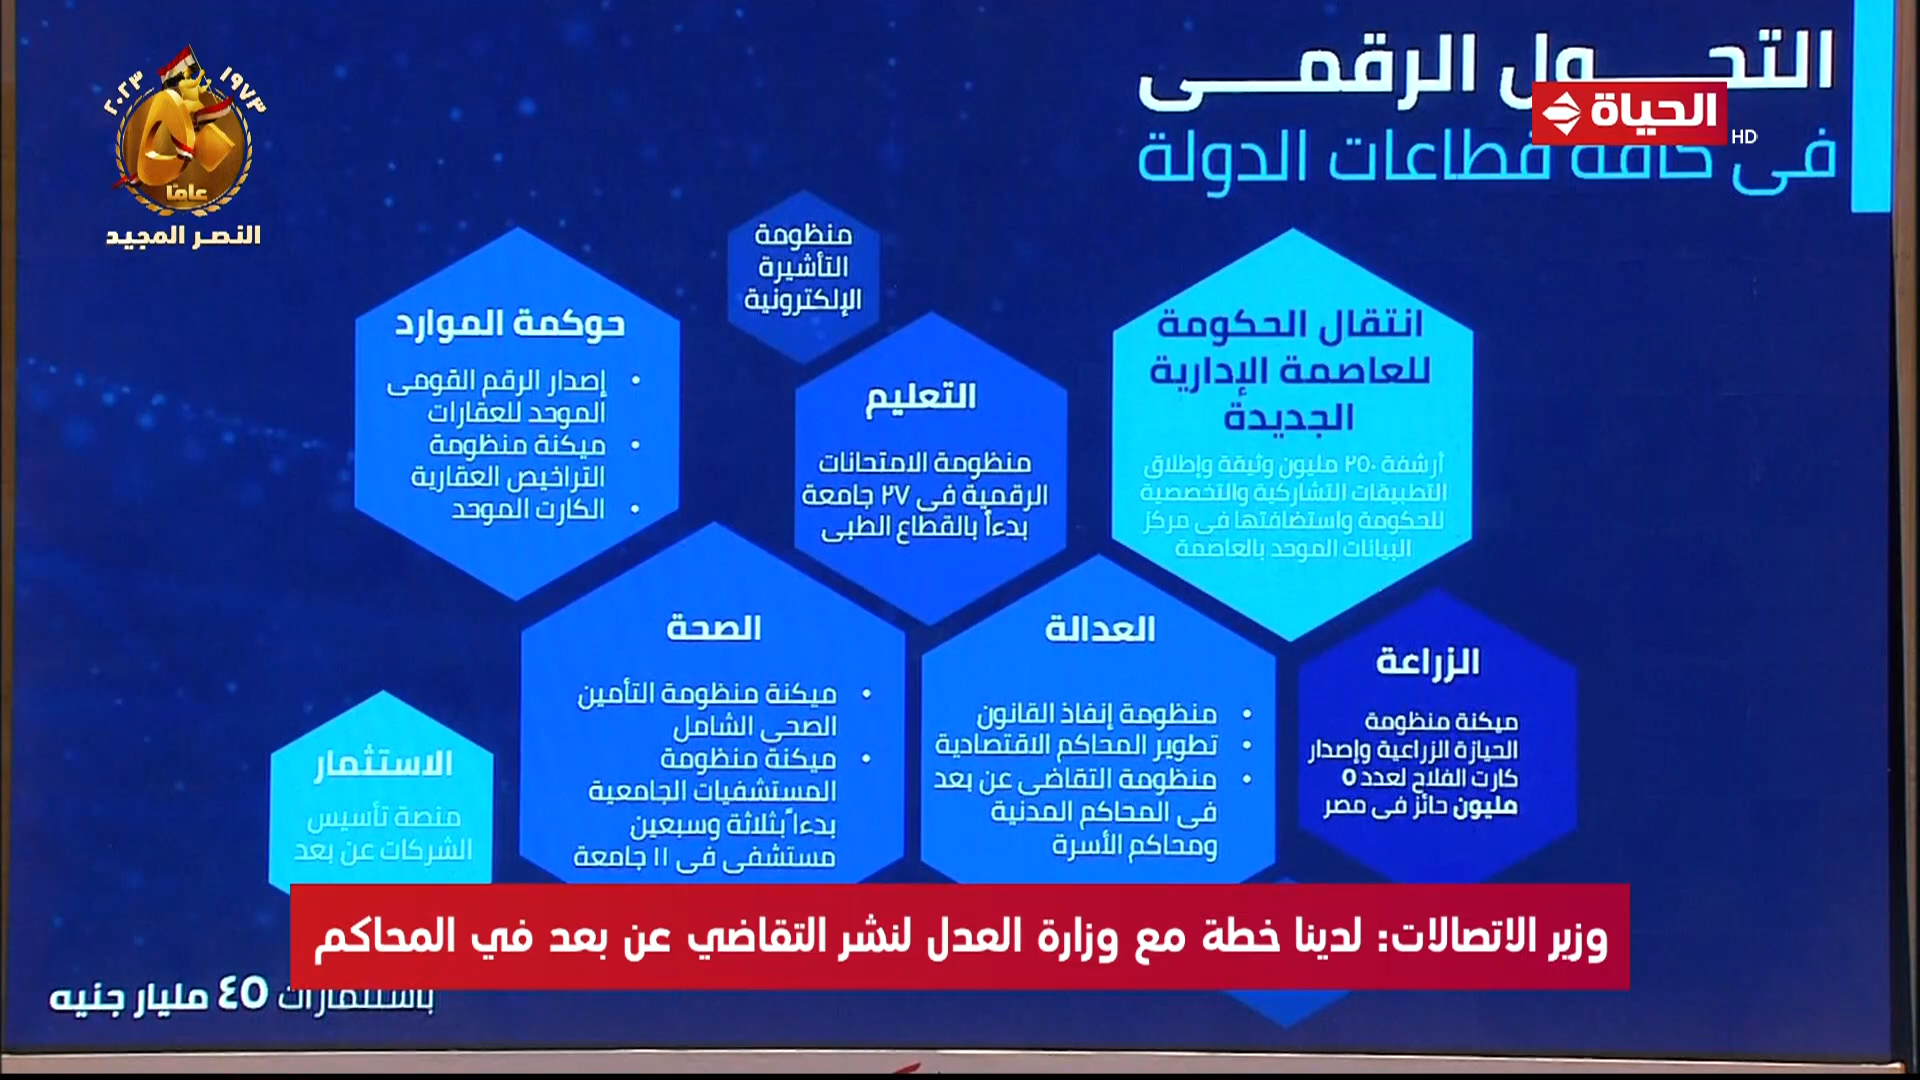 التحـــول الرقمـــى
فى كافة قطاعات الدولة
الحياة
HD
١٩٧٣
٢٠٢٣
٥٠
عامًا
النصر المجيد
منظومة
التأشيرة
الإلكترونية
انتقال الحكومة
للعاصمة الإدارية
الجديدة
أرشفة ٢٥٠ مليون وثيقة وإطلاق
التطبيقات التشاركية والتخصصية
للحكومة واستضافتها فى مركز
البيانات الموحد بالعاصمة
التعليم
منظومة الامتحانات
الرقمية فى ٢٧ جامعة
بدءاً بالقطاع الطبى
حوكمة الموارد
• إصدار الرقم القومى
الموحد للعقارات
• ميكنة منظومة
التراخيص العقارية
• الكارت الموحد
الزراعة
ميكنة منظومة
الحيازة الزراعية وإصدار
كارت الفلاح لعدد ٥
مليون حائز فى مصر
العدالة
• منظومة إنفاذ القانون
• تطوير المحاكم الاقتصادية
• منظومة التقاضى عن بعد
فى المحاكم المدنية
ومحاكم الأسرة
الصحة
• ميكنة منظومة التأمين
الصحى الشامل
• ميكنة منظومة
المستشفيات الجامعية
بدءاً بثلاثة وسبعين
مستشفى فى ١١ جامعة
الاستثمار
منصة تأسيس
الشركات عن بعد
وزير الاتصالات: لدينا خطة مع وزارة العدل لنشر التقاضي عن بعد في المحاكم
باستثمارات ٤٥ مليار جنيه